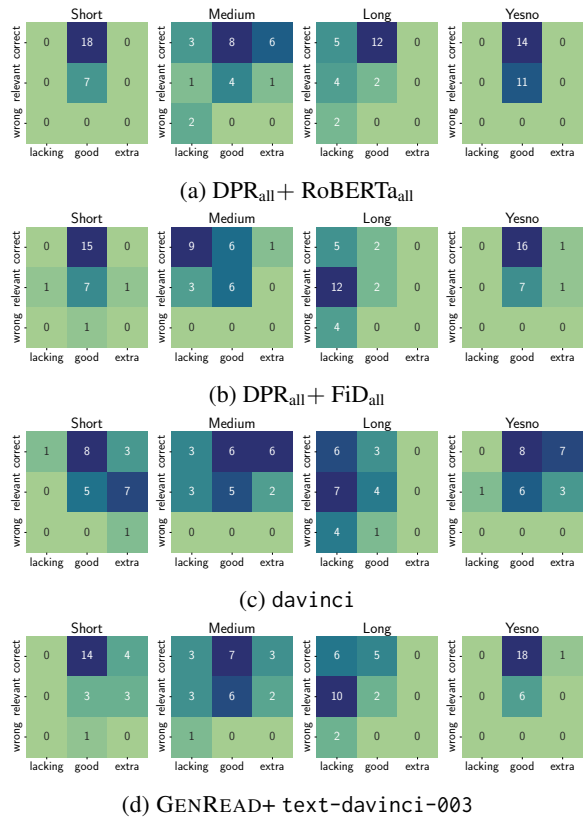 Short Medium Long Yesno
correct 0 18 0 3 8 6 5 12 0 0 14 0
relevant 0 7 0 1 4 1 4 2 0 0 11 0
wrong 0 0 0 2 0 0 2 0 0 0 0 0
lacking good extra lacking good extra lacking good extra lacking good extra
(a) DPRall+ RoBERTaall
Short Medium Long Yesno
correct 0 15 0 9 6 1 5 2 0 0 16 1
relevant 1 7 1 3 6 0 12 2 0 0 7 1
wrong 0 1 0 0 0 0 4 0 0 0 0 0
lacking good extra lacking good extra lacking good extra lacking good extra
(b) DPRall+ FiDall
Short Medium Long Yesno
correct 1 8 3 3 6 6 6 3 0 0 8 7
relevant 0 5 7 3 5 2 7 4 0 1 6 3
wrong 0 0 1 0 0 0 4 1 0 0 0 0
lacking good extra lacking good extra lacking good extra lacking good extra
(c) davinci
Short Medium Long Yesno
correct 0 14 4 3 7 3 6 5 0 0 18 1
relevant 0 3 3 3 6 2 10 2 0 0 6 0
wrong 0 1 0 1 0 0 2 0 0 0 0 0
lacking good extra lacking good extra lacking good extra lacking good extra
(d) GENREAD+ text-davinci-003